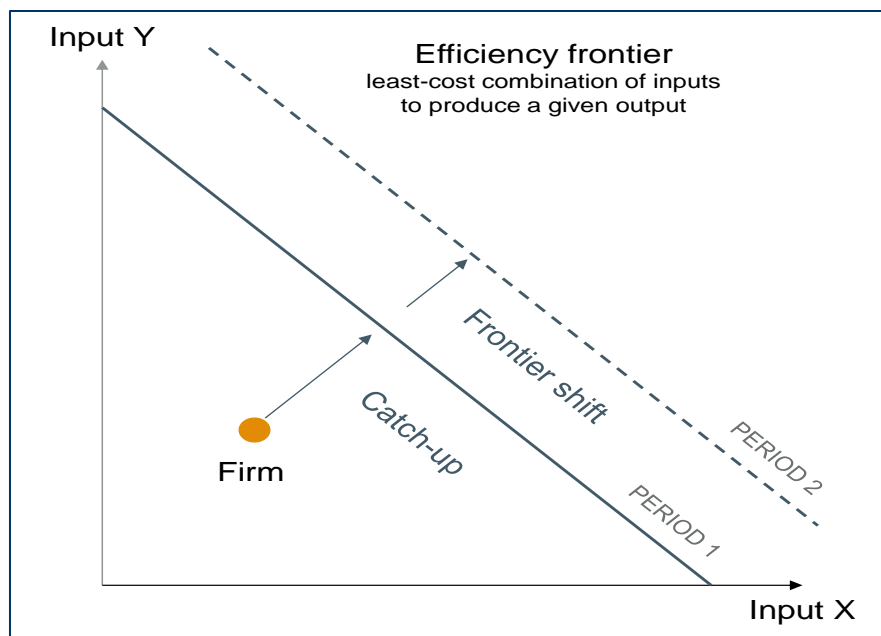 Input Y
Efficiency frontier
least-cost combination of inputs
to produce a given output
Frontier shift
Catch-up
Firm
PERIOD 2
PERIOD 1
Input X